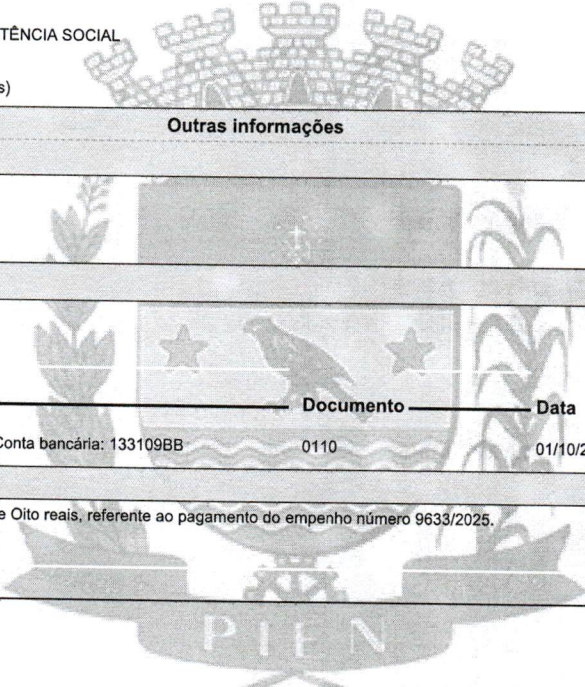 TÊNCIA SOCIAL
s)
Outras informações
Documento Data
Conta bancária: 133109BB 0110 01/10/2
e Oito reais, referente ao pagamento do empenho número 9633/2025.
PIEN